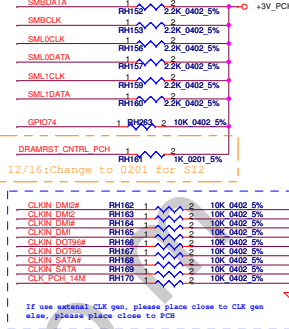 SMBDATA 1 2 +3V_PCH
RH152 2.2K_0402_5%
SMBCLK 1 2
RH153 2.2K_0402_5%
SML0CLK 1 2
RH156 2.2K_0402_5%
SML0DATA 1 2
RH157 2.2K_0402_5%
SML1CLK 1 2
RH159 2.2K_0402_5%
SML1DATA 1 2
RH160 2.2K_0402_5%
GPIO74 1 RH263 2 10K_0402_5%
DRAMRST_CNTRL_PCH 1 2
RH161 1K_0201_5%
12/16:Change to 0201 for SIZ
CLKIN_DMI2# RH162 1 2 10K_0402_5%
CLKIN_DMI2 RH163 1 2 10K_0402_5%
CLKIN_DMI# RH164 1 2 10K_0402_5%
CLKIN_DMI RH165 1 2 10K_0402_5%
CLKIN_DOT96# RH166 1 2 10K_0402_5%
CLKIN_DOT96 RH167 1 2 10K_0402_5%
CLKIN_SATA# RH168 1 2 10K_0402_5%
CLKIN_SATA RH169 1 2 10K_0402_5%
CLK_PCH_14M RH170 1 2 10K_0402_5%
If use extenal CLK gen, please place close to CLK gen
else, please place close to PCH